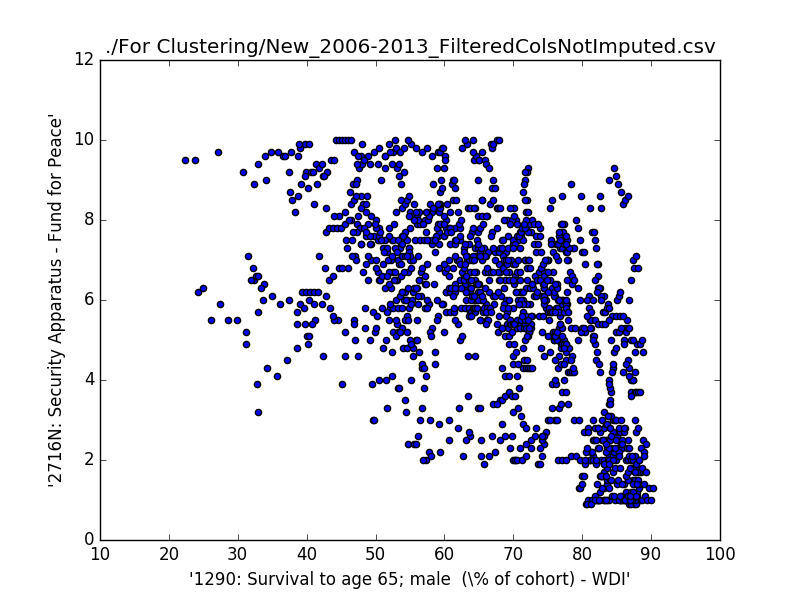 ./For Clustering/New_2006-2013_FilteredColsNotImputed.csv
12
10
8
6
4
2
0
'2716N: Security Apparatus - Fund for Peace'
10 20 30 40 50 60 70 80 90 100
'1290: Survival to age 65; male  (\% of cohort) - WDI'